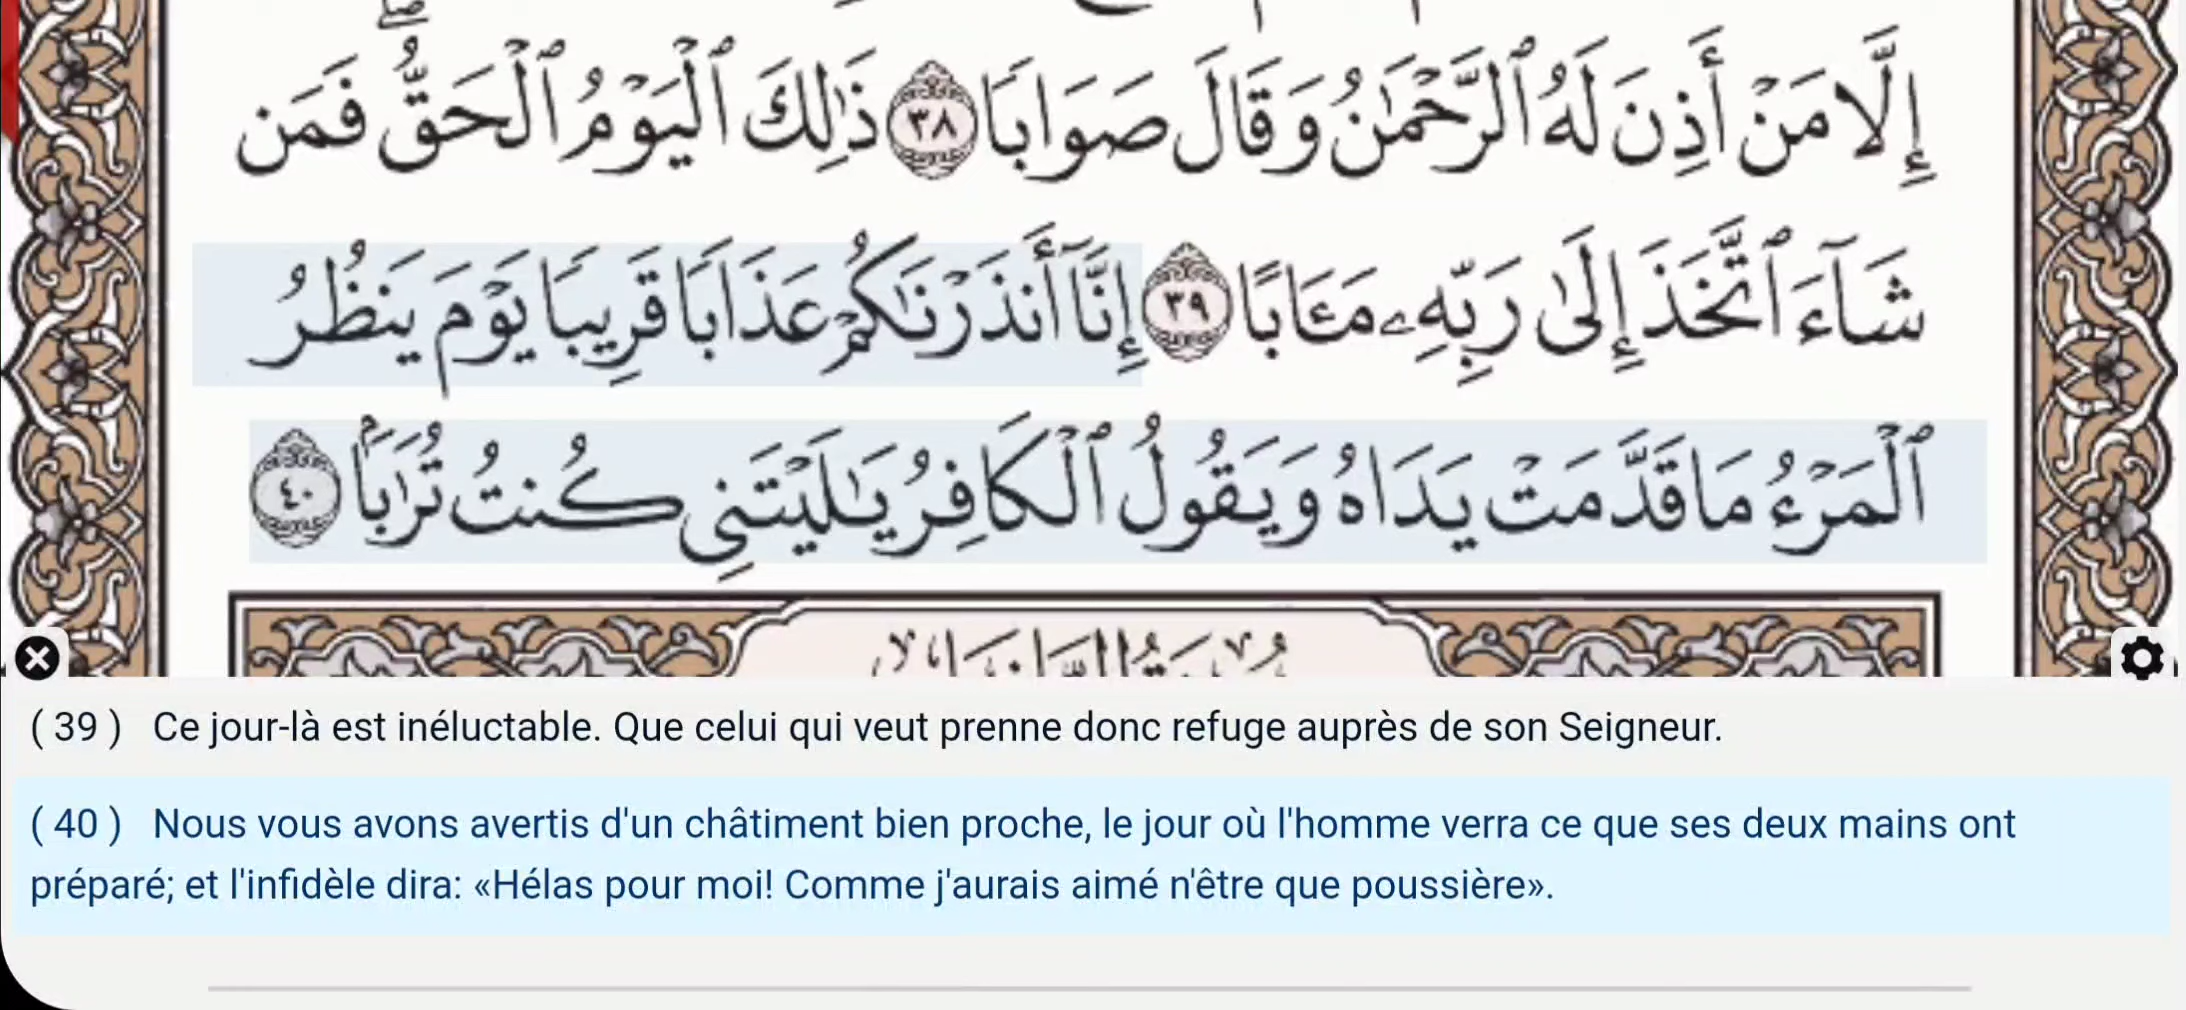 إِلَّا مَنْ أَذِنَ لَهُ ٱلرَّحْمَٰنُ وَقَالَ صَوَابًا ٣٨ ذَٰلِكَ ٱلْيَوْمُ ٱلْحَقُّ ۖ فَمَن
شَآءَ ٱتَّخَذَ إِلَىٰ رَبِّهِۦ مَـَٔابًا ٣٩ إِنَّآ أَنذَرْنَٰكُمْ عَذَابًا قَرِيبًا يَوْمَ يَنظُرُ
ٱلْمَرْءُ مَا قَدَّمَتْ يَدَاهُ وَيَقُولُ ٱلْكَافِرُ يَٰلَيْتَنِى كُنتُ تُرَٰبًۢا ٤٠
( 39 ) Ce jour-là est inéluctable. Que celui qui veut prenne donc refuge auprès de son Seigneur.
( 40 ) Nous vous avons avertis d'un châtiment bien proche, le jour où l'homme verra ce que ses deux mains ont
préparé; et l'infidèle dira: «Hélas pour moi! Comme j'aurais aimé n'être que poussière».